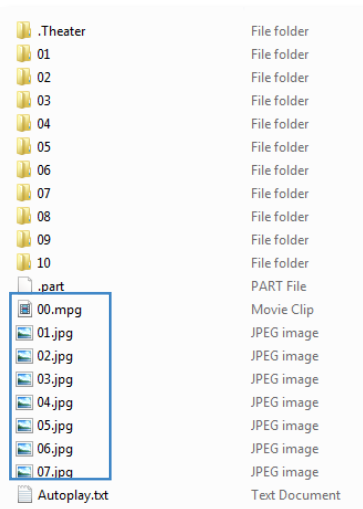 .Theater File folder
01 File folder
02 File folder
03 File folder
04 File folder
05 File folder
06 File folder
07 File folder
08 File folder
09 File folder
10 File folder
.part PART File
00.mpg Movie Clip
01.jpg JPEG image
02.jpg JPEG image
03.jpg JPEG image
04.jpg JPEG image
05.jpg JPEG image
06.jpg JPEG image
07.jpg JPEG image
Autoplay.txt Text Document